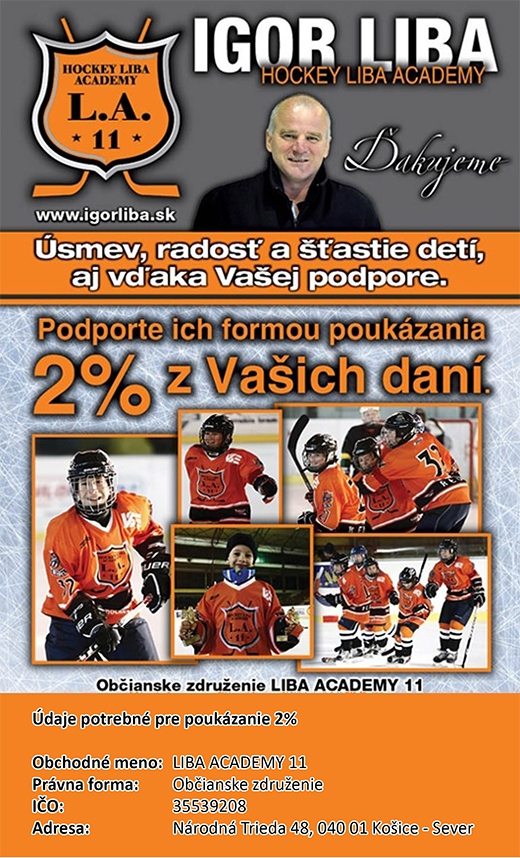 IGOR LIBA
HOCKEY LIBA ACADEMY
HOCKEY LIBA
ACADEMY
L.A.
★ 11 ★
Ďakujeme
www.igorliba.sk
Úsmev, radosť a šťastie detí,
aj vďaka Vašej podpore.
Podporte ich formou poukázania
2% z Vašich daní.
Občianske združenie LIBA ACADEMY 11
Údaje potrebné pre poukázanie 2%
Obchodné meno: LIBA ACADEMY 11
Právna forma: Občianske združenie
IČO: 35539208
Adresa: Národná Trieda 48, 040 01 Košice - Sever